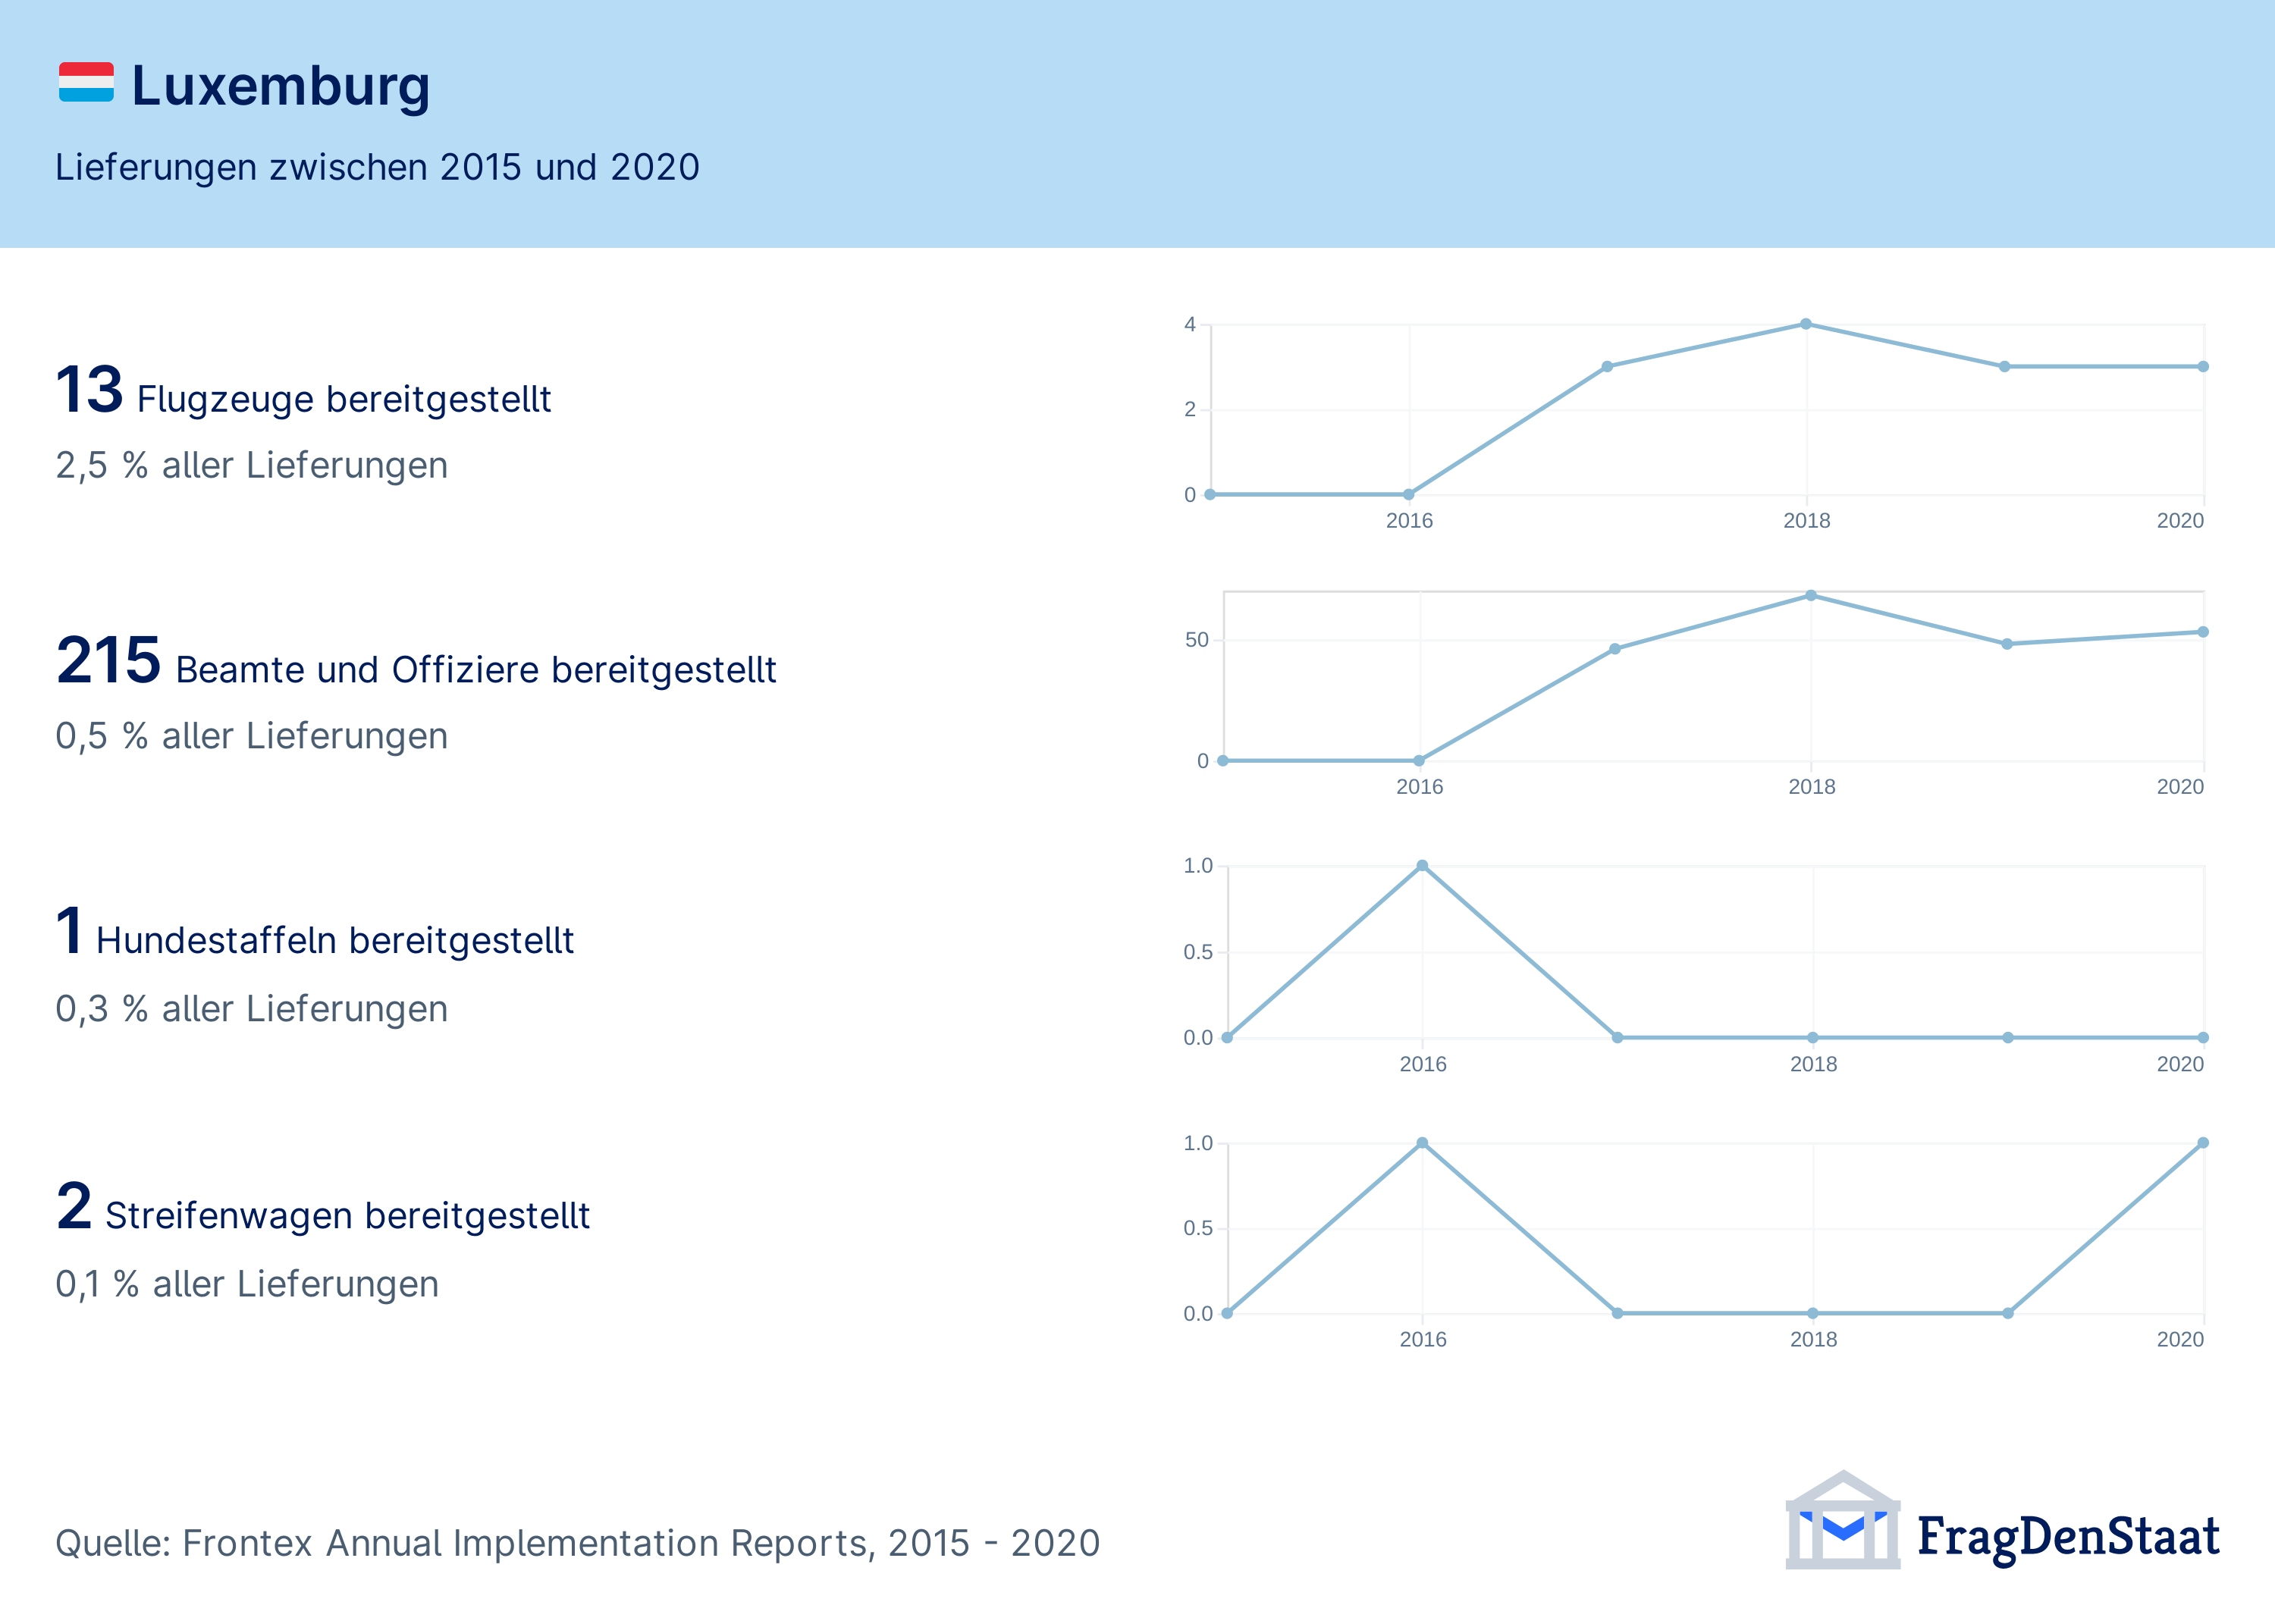 Luxemburg
Lieferungen zwischen 2015 und 2020
13 Flugzeuge bereitgestellt
2,5 % aller Lieferungen
4
2
0
2016 2018 2020
215 Beamte und Offiziere bereitgestellt
0,5 % aller Lieferungen
50
0
2016 2018 2020
1 Hundestaffeln bereitgestellt
0,3 % aller Lieferungen
1.0
0.5
0.0
2016 2018 2020
2 Streifenwagen bereitgestellt
0,1 % aller Lieferungen
1.0
0.5
0.0
2016 2018 2020
Quelle: Frontex Annual Implementation Reports, 2015 - 2020
FragDenStaat